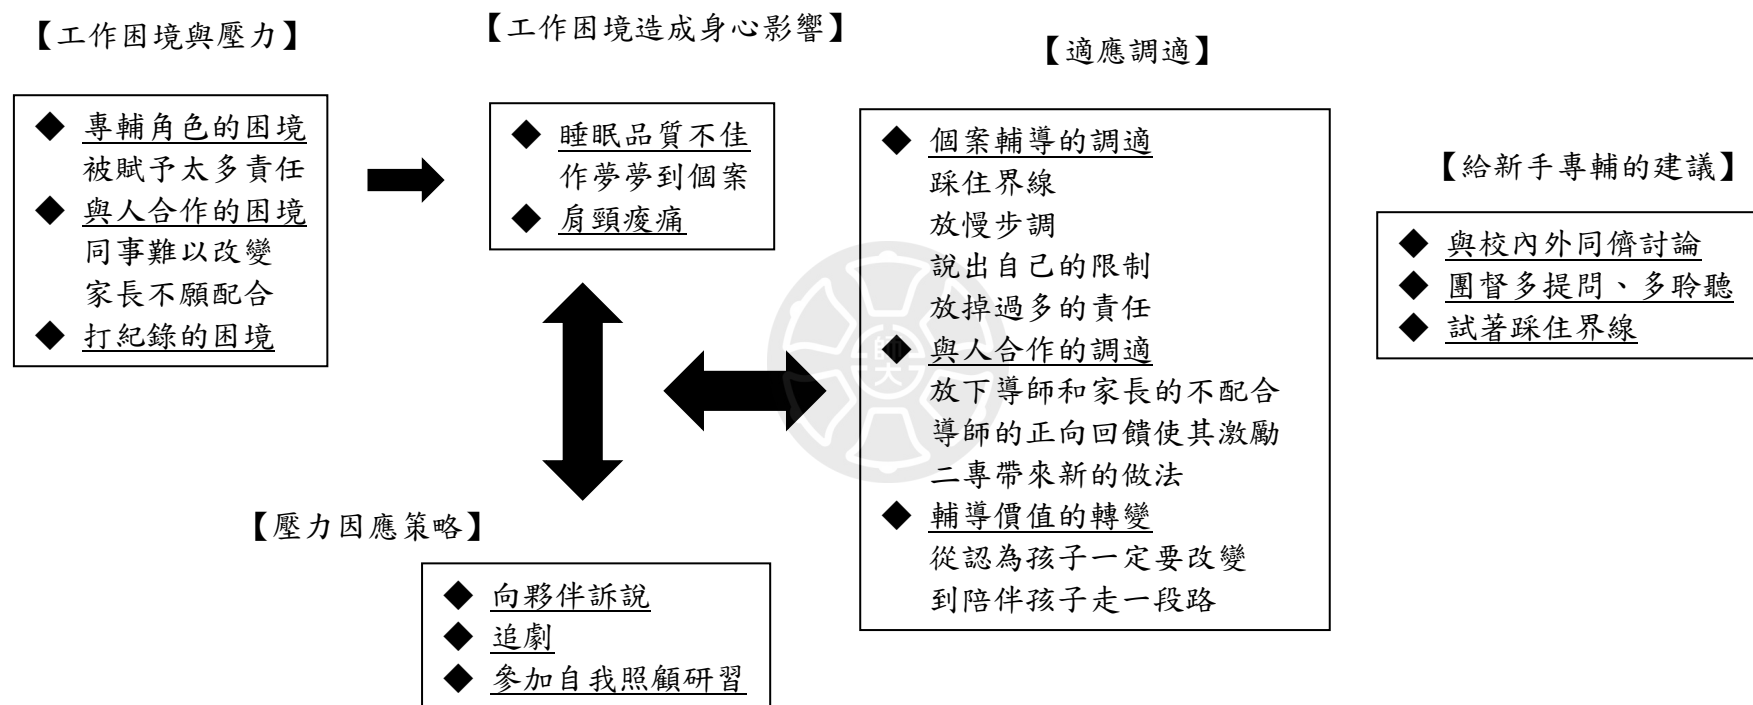 【工作困境與壓力】
◆ 專輔角色的困境
被賦予太多責任
◆ 與人合作的困境
同事難以改變
家長不願配合
◆ 打紀錄的困境
【工作困境造成身心影響】
◆ 睡眠品質不佳
作夢夢到個案
◆ 肩頸痠痛
【壓力因應策略】
◆ 向夥伴訴說
◆ 追劇
◆ 參加自我照顧研習
【適應調適】
◆ 個案輔導的調適
踩住界線
放慢步調
說出自己的限制
放掉過多的責任
◆ 與人合作的調適
放下導師和家長的不配合
導師的正向回饋使其激勵
二專帶來新的做法
◆ 輔導價值的轉變
從認為孩子一定要改變
到陪伴孩子走一段路
【給新手專輔的建議】
◆ 與校內外同儕討論
◆ 團督多提問、多聆聽
◆ 試著踩住界線
師大